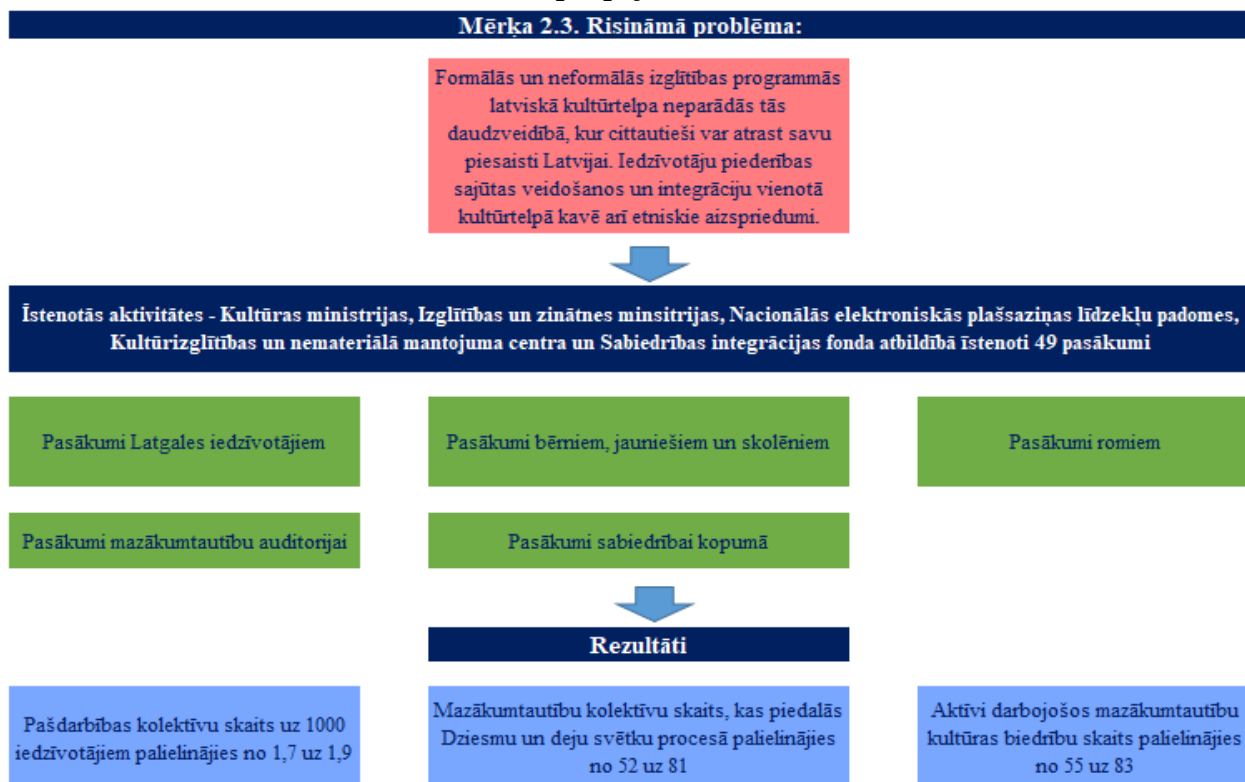 Mērķa 2.3. Risināmā problēma:
Formālās un neformālās izglītības programmās
latviskā kultūrtelpa neparādās tās
daudzveidībā, kur cittautieši var atrast savu
piesaisti Latvijai. Iedzīvotāju piederības
sajūtas veidošanos un integrāciju vienotā
kultūrtelpā kavē arī etniskie aizspriedumi.
Īstenotās aktivitātes - Kultūras ministrijas, Izglītības un zinātnes minsitrijas, Nacionālās elektroniskās plašsaziņas līdzekļu padomes,
Kultūrizglītības un nemateriālā mantojuma centra un Sabiedrības integrācijas fonda atbildībā īstenoti 49 pasākumi
Pasākumi Latgales iedzīvotājiem
Pasākumi bērniem, jauniešiem un skolēniem
Pasākumi romiem
Pasākumi mazākumtautību auditorijai
Pasākumi sabiedrībai kopumā
Rezultāti
Pašdarbības kolektīvu skaits uz 1000
iedzīvotājiem palielinājies no 1,7 uz 1,9
Mazākumtautību kolektīvu skaits, kas piedalās
Dziesmu un deju svētku procesā palielinājies
no 52 uz 81
Aktīvi darbojošos mazākumtautību
kultūras biedrību skaits palielinājies
no 55 uz 83